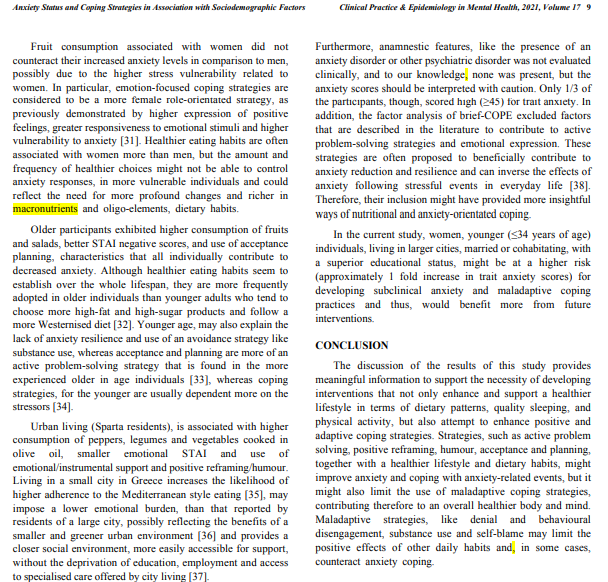 Anxiety Status and Coping Strategies in Association with Sociodemographic Factors
Clinical Practice & Epidemiology in Mental Health, 2021, Volume 17 9
Fruit consumption associated with women did not
counteract their increased anxiety levels in comparison to men,
possibly due to the higher stress vulnerability related to
women. In particular, emotion-focused coping strategies are
considered to be a more female role-orientated strategy, as
previously demonstrated by higher expression of positive
feelings, greater responsiveness to emotional stimuli and higher
vulnerability to anxiety [31]. Healthier eating habits are often
associated with women more than men, but the amount and
frequency of healthier choices might not be able to control
anxiety responses, in more vulnerable individuals and could
reflect the need for more profound changes and richer in
macronutrients and oligo-elements, dietary habits.
Older participants exhibited higher consumption of fruits
and salads, better STAI negative scores, and use of acceptance
planning, characteristics that all individually contribute to
decreased anxiety. Although healthier eating habits seem to
establish over the whole lifespan, they are more frequently
adopted in older individuals than younger adults who tend to
choose more high-fat and high-sugar products and follow a
more Westernised diet [32]. Younger age, may also explain the
lack of anxiety resilience and use of an avoidance strategy like
substance use, whereas acceptance and planning are more of an
active problem-solving strategy that is found in the more
experienced older in age individuals [33], whereas coping
strategies, for the younger are usually dependent more on the
stressors [34].
Urban living (Sparta residents), is associated with higher
consumption of peppers, legumes and vegetables cooked in
olive oil, smaller emotional STAI and use of
emotional/instrumental support and positive reframing/humour.
Living in a small city in Greece increases the likelihood of
higher adherence to the Mediterranean style eating [35], may
impose a lower emotional burden, than that reported by
residents of a large city, possibly reflecting the benefits of a
smaller and greener urban environment [36] and provides a
closer social environment, more easily accessible for support,
without the deprivation of education, employment and access
to specialised care offered by city living [37].
Furthermore, anamnestic features, like the presence of an
anxiety disorder or other psychiatric disorder was not evaluated
clinically, and to our knowledge, none was present, but the
anxiety scores should be interpreted with caution. Only 1/3 of
the participants, though, scored high (≥45) for trait anxiety. In
addition, the factor analysis of brief-COPE excluded factors
that are described in the literature to contribute to active
problem-solving strategies and emotional expression. These
strategies are often proposed to beneficially contribute to
anxiety reduction and resilience and can inverse the effects of
anxiety following stressful events in everyday life [38].
Therefore, their inclusion might have provided more insightful
ways of nutritional and anxiety-orientated coping.
In the current study, women, younger (≤34 years of age)
individuals, living in larger cities, married or cohabitating, with
a superior educational status, might be at a higher risk
(approximately 1 fold increase in trait anxiety scores) for
developing subclinical anxiety and maladaptive coping
practices and thus, would benefit more from future
interventions.
CONCLUSION
The discussion of the results of this study provides
meaningful information to support the necessity of developing
interventions that not only enhance and support a healthier
lifestyle in terms of dietary patterns, quality sleeping, and
physical activity, but also attempt to enhance positive and
adaptive coping strategies. Strategies, such as active problem
solving, positive reframing, humour, acceptance and planning,
together with a healthier lifestyle and dietary habits, might
improve anxiety and coping with anxiety-related events, but it
might also limit the use of maladaptive coping strategies,
contributing therefore to an overall healthier body and mind.
Maladaptive strategies, like denial and behavioural
disengagement, substance use and self-blame may limit the
positive effects of other daily habits and, in some cases,
counteract anxiety coping.